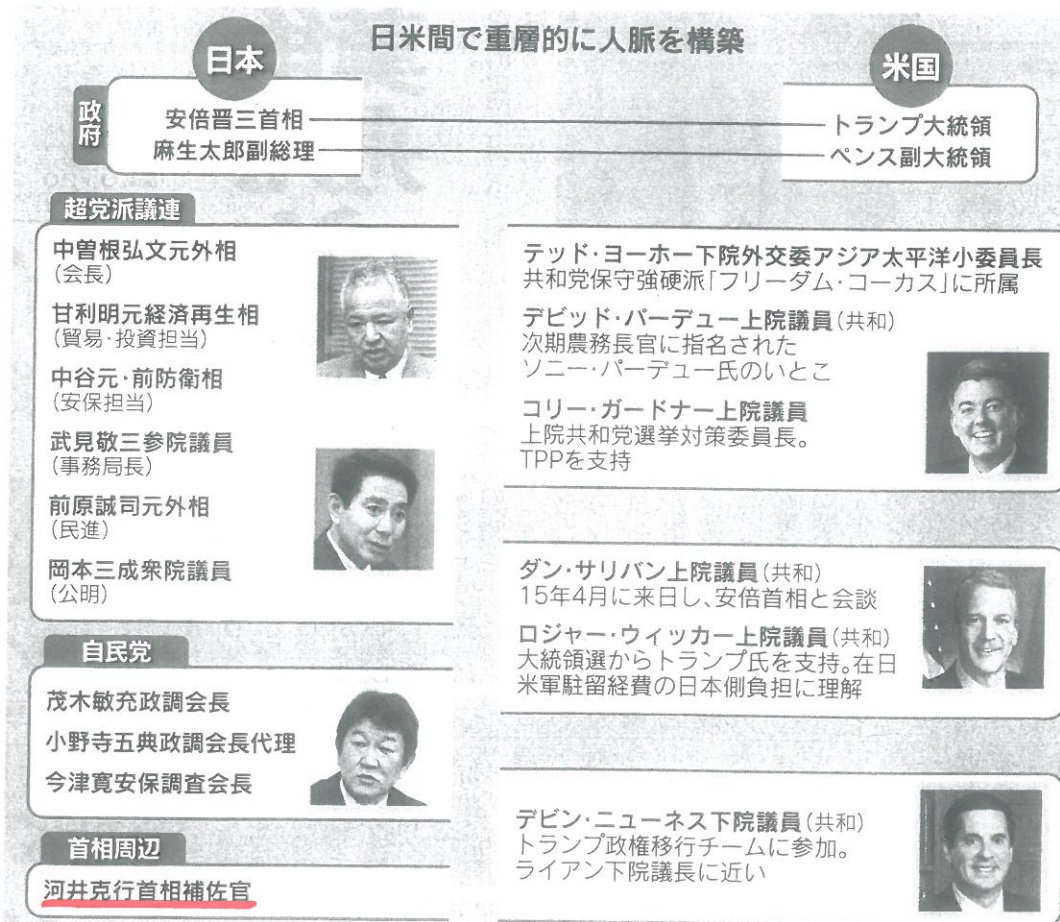 日米間で重層的に人脈を構築
日本
米国
政府
安倍晋三首相
麻生太郎副総理
トランプ大統領
ペンス副大統領
超党派議連
中曽根弘文元外相
(会長)
甘利明元経済再生相
(貿易・投資担当)
中谷元・前防衛相
(安保担当)
武見敬三参院議員
(事務局長)
前原誠司元外相
(民進)
岡本三成衆院議員
(公明)
テッド・ヨーホー下院外交委アジア太平洋小委員長
共和党保守強硬派「フリーダム・コーカス」に所属
デビッド・パーデュー上院議員(共和)
次期農務長官に指名された
ソニー・パーデュー氏のいとこ
コリー・ガードナー上院議員
上院共和党選挙対策委員長。
TPPを支持
自民党
茂木敏充政調会長
小野寺五典政調会長代理
今津寛安保調査会長
ダン・サリバン上院議員(共和)
15年4月に来日し、安倍首相と会談
ロジャー・ウィッカー上院議員(共和)
大統領選からトランプ氏を支持。在日
米軍駐留経費の日本側負担に理解
首相周辺
河井克行首相補佐官
デビン・ニューネス下院議員(共和)
トランプ政権移行チームに参加。
ライアン下院議長に近い